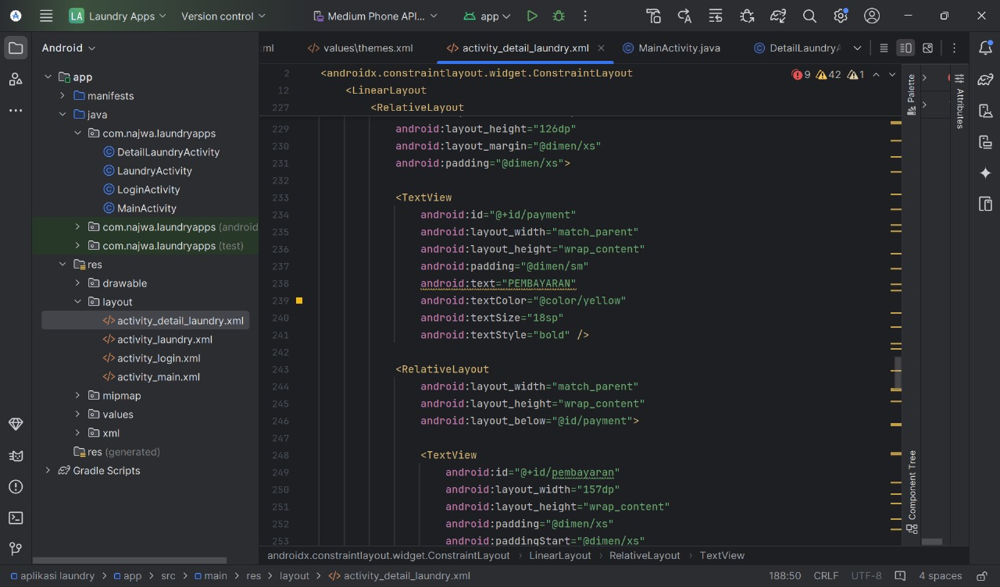 LA Laundry Apps Version control Medium Phone API... app
Android
app
manifests
java
com.najwa.laundryapps
DetailLaundryActivity
LaundryActivity
LoginActivity
MainActivity
com.najwa.laundryapps (android
com.najwa.laundryapps (test)
res
drawable
layout
activity_detail_laundry.xml
activity_laundry.xml
activity_login.xml
activity_main.xml
mipmap
values
xml
res (generated)
Gradle Scripts
ml values\themes.xml activity_detail_laundry.xml MainActivity.java DetailLaundryA
9 42 1
2 <androidx.constraintlayout.widget.ConstraintLayout
12 <LinearLayout
227 <RelativeLayout
229 android:layout_height="126dp"
230 android:layout_margin="@dimen/xs"
231 android:padding="@dimen/xs">
232
233 <TextView
234 android:id="@+id/payment"
235 android:layout_width="match_parent"
236 android:layout_height="wrap_content"
237 android:padding="@dimen/sm"
238 android:text="PEMBAYARAN"
239 android:textColor="@color/yellow"
240 android:textSize="18sp"
241 android:textStyle="bold" />
242
243 <RelativeLayout
244 android:layout_width="match_parent"
245 android:layout_height="wrap_content"
246 android:layout_below="@id/payment">
247
248 <TextView
249 android:id="@+id/pembayaran"
250 android:layout_width="157dp"
251 android:layout_height="wrap_content"
252 android:padding="@dimen/xs"
253 android:paddingStart="@dimen/xs"
Palette
Attributes
Component Tree
androidx.constraintlayout.widget.ConstraintLayout › LinearLayout › RelativeLayout › TextView
aplikasi laundry › app › src › main › res › layout › activity_detail_laundry.xml 188:50 CRLF UTF-8 4 spaces